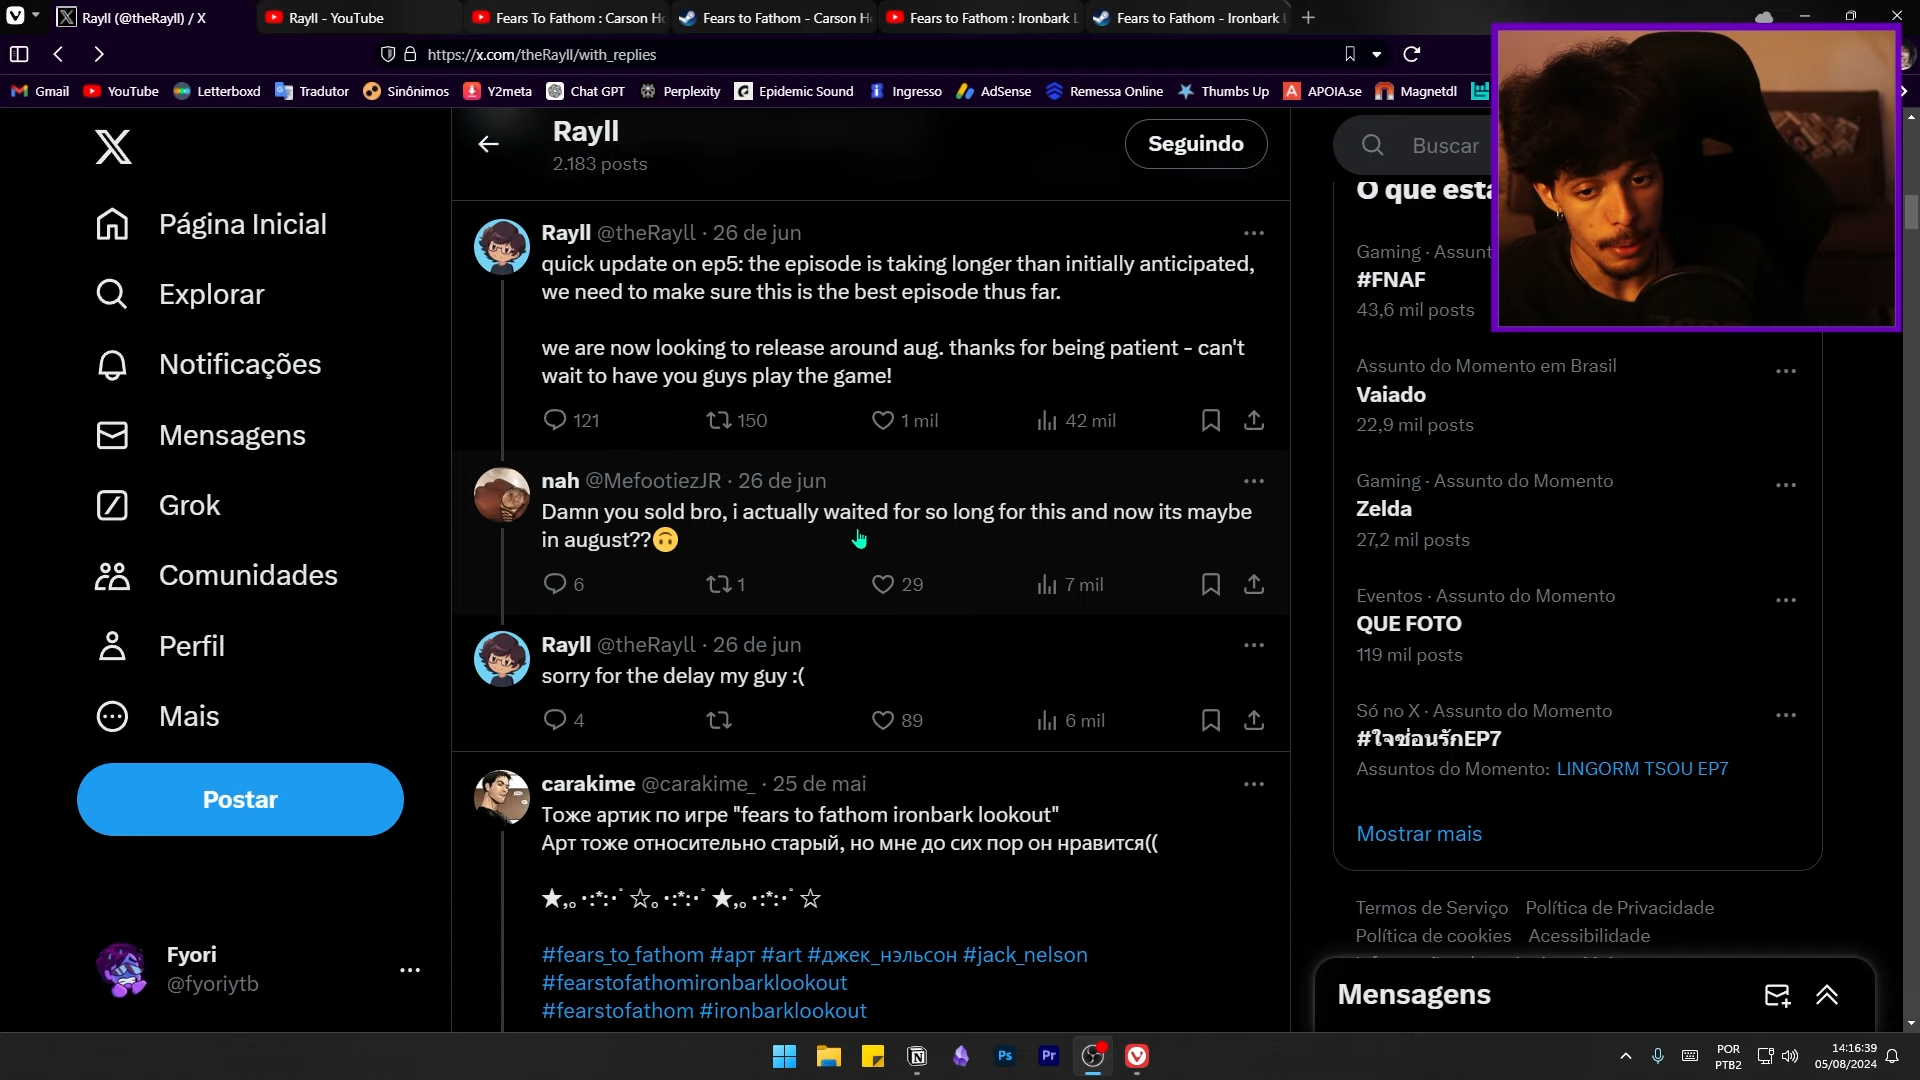 Rayll (@theRayll) / X
Rayll - YouTube
Fears To Fathom : Carson H
Fears to Fathom - Carson H
Fears to Fathom : Ironbark L
Fears to Fathom - Ironbark
https://x.com/theRayll/with_replies
Gmail
YouTube
Letterboxd
Tradutor
Sinônimos
Y2meta
Chat GPT
Perplexity
Epidemic Sound
Ingresso
AdSense
Remessa Online
Thumbs Up
APOIA.se
Magnetdl
Página Inicial
Explorar
Notificações
Mensagens
Grok
Comunidades
Perfil
Mais
Postar
Fyori
@fyoriytb
Rayll
2.183 posts
Seguindo
Rayll @theRayll · 26 de jun
quick update on ep5: the episode is taking longer than initially anticipated,
we need to make sure this is the best episode thus far.
we are now looking to release around aug. thanks for being patient - can't
wait to have you guys play the game!
121 150 1 mil 42 mil
nah @MefootiezJR · 26 de jun
Damn you sold bro, i actually waited for so long for this and now its maybe
in august??🙃
6 1 29 7 mil
Rayll @theRayll · 26 de jun
sorry for the delay my guy :(
4 89 6 mil
carakime @carakime_ · 25 de mai
Тоже артик по игре "fears to fathom ironbark lookout"
Арт тоже относительно старый, но мне до сих пор он нравится((
★,｡･:*:･ﾟ☆｡･:*:･ﾟ★,｡･:*:･ﾟ☆
#fears_to_fathom #арт #art #джек_нэльсон #jack_nelson
#fearstofathomironbarklookout
#fearstofathom #ironbarklookout
Buscar
O que está
Gaming · Assunt
#FNAF
43,6 mil posts
Assunto do Momento em Brasil
Vaiado
22,9 mil posts
Gaming · Assunto do Momento
Zelda
27,2 mil posts
Eventos · Assunto do Momento
QUE FOTO
119 mil posts
Só no X · Assunto do Momento
#ใจซ่อนรักEP7
Assuntos do Momento: LINGORM TSOU EP7
Mostrar mais
Termos de Serviço Política de Privacidade
Política de cookies Acessibilidade
Mensagens
POR
PTB2
14:16:39
05/08/2024